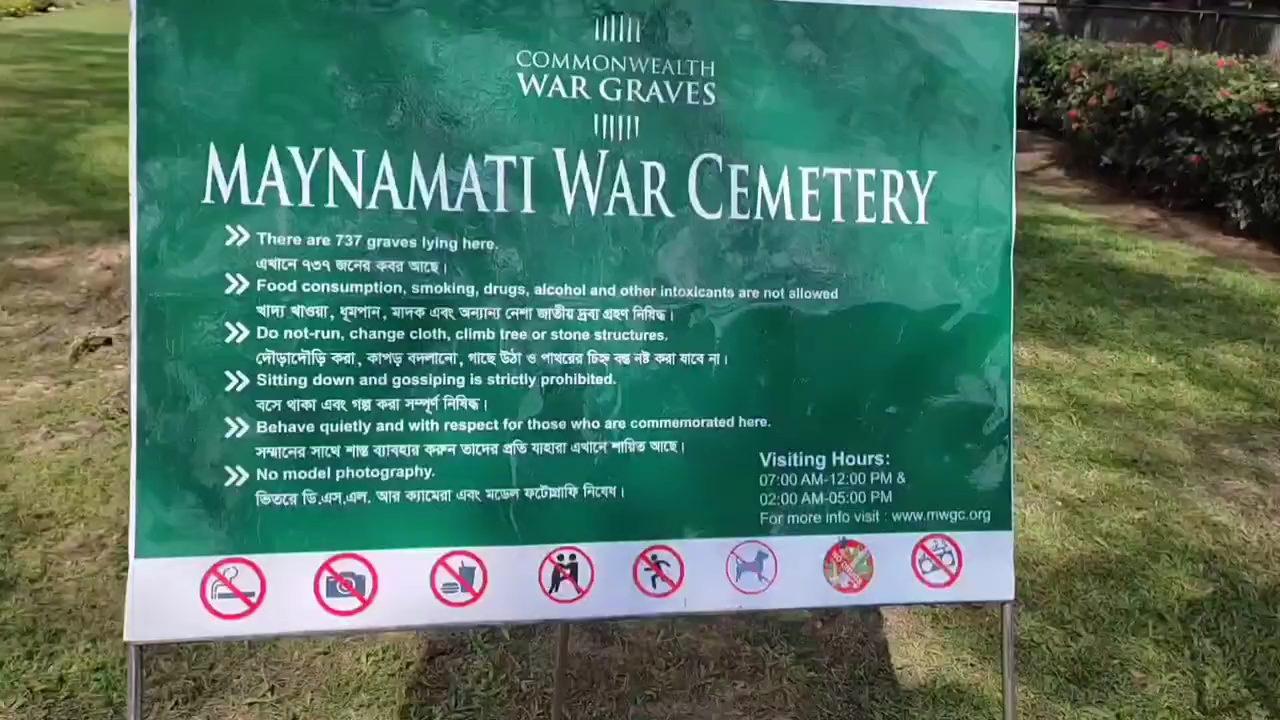 COMMONWEALTH
WAR GRAVES
MAYNAMATI WAR CEMETERY
There are 737 graves lying here.
এখানে ৭৩৭ জনের কবর আছে।
Food consumption, smoking, drugs, alcohol and other intoxicants are not allowed
খাদ্য খাওয়া, ধূমপান, মাদক এবং অন্যান্য নেশা জাতীয় দ্রব্য গ্রহণ নিষিদ্ধ।
Do not-run, change cloth, climb tree or stone structures.
দৌড়াদৌড়ি করা, কাপড় বদলানো, গাছে উঠা ও পাথরের চিহ্ন বস্তু নষ্ট করা যাবে না।
Sitting down and gossiping is strictly prohibited.
বসে থাকা এবং গল্প করা সম্পূর্ণ নিষিদ্ধ।
Behave quietly and with respect for those who are commemorated here.
সম্মানের সাথে শান্ত ব্যাবহার করুন তাদের প্রতি যাহারা এখানে শায়িত আছে।
No model photography.
ভিতরে ডি.এস.এল. আর ক্যামেরা এবং মডেল ফটোগ্রাফি নিষেধ।
Visiting Hours:
07:00 AM-12:00 PM &
02:00 AM-05:00 PM
For more info visit : www.mwgc.org